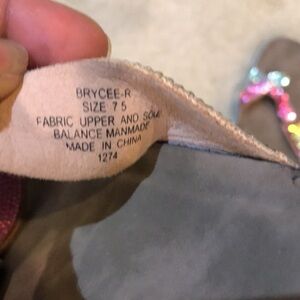 BRYCEE-R
SIZE 7.5
FABRIC UPPER AND SOLE
BALANCE MANMADE
MADE IN CHINA
1274